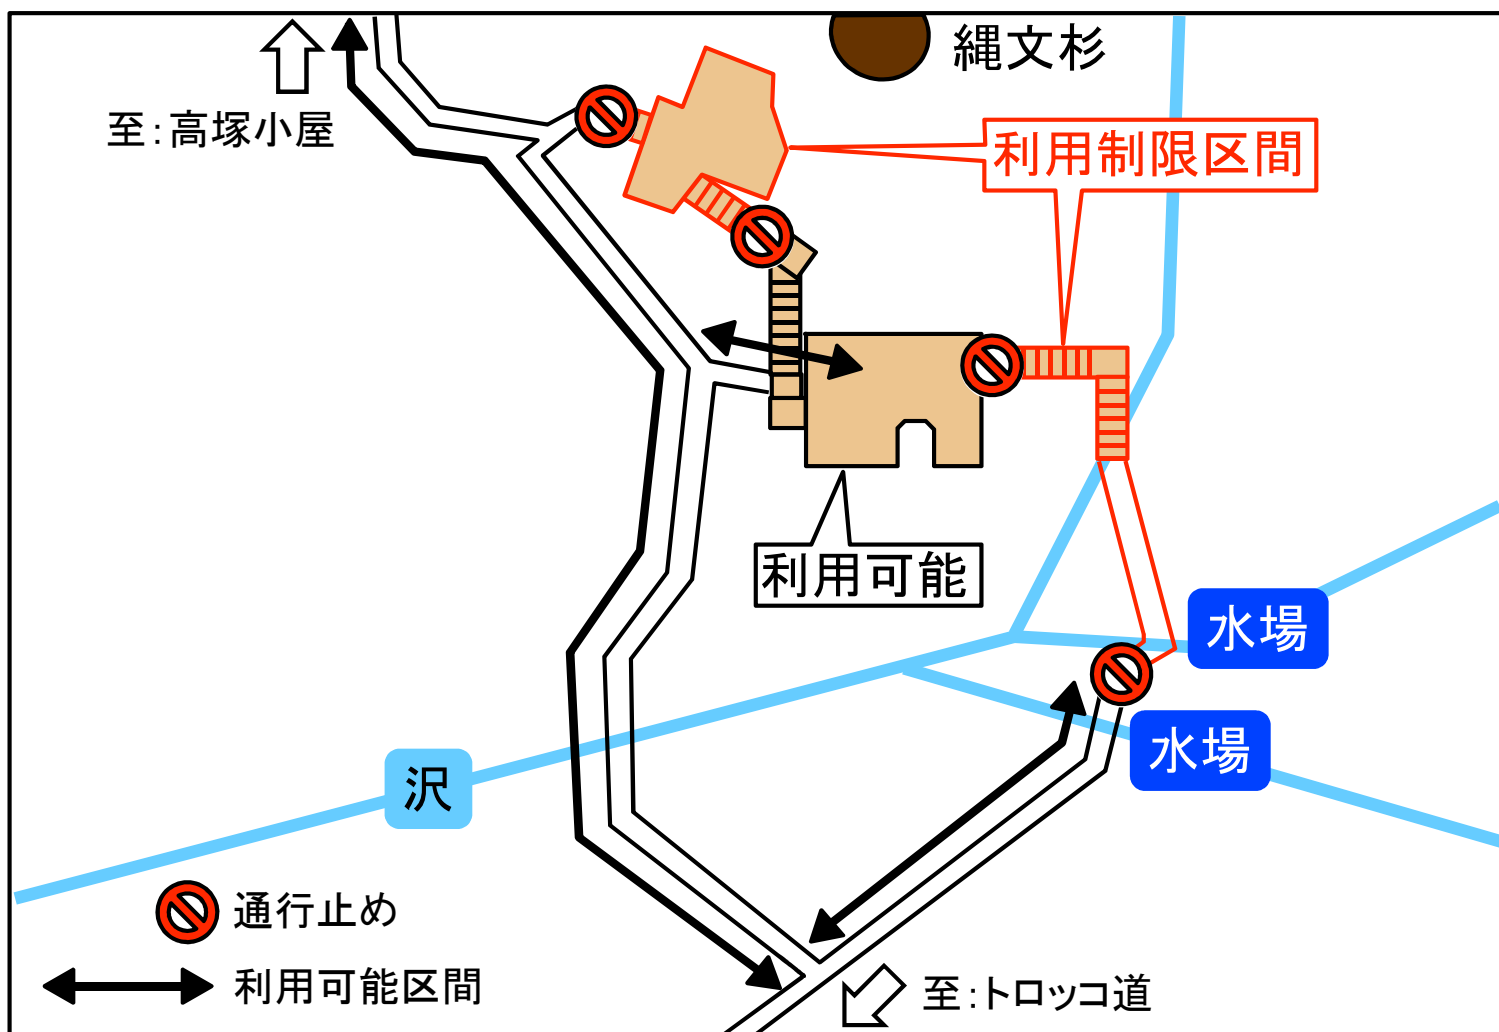 縄文杉
至:高塚小屋
利用制限区間
利用可能
水場
水場
沢
通行止め
利用可能区間
至:トロッコ道